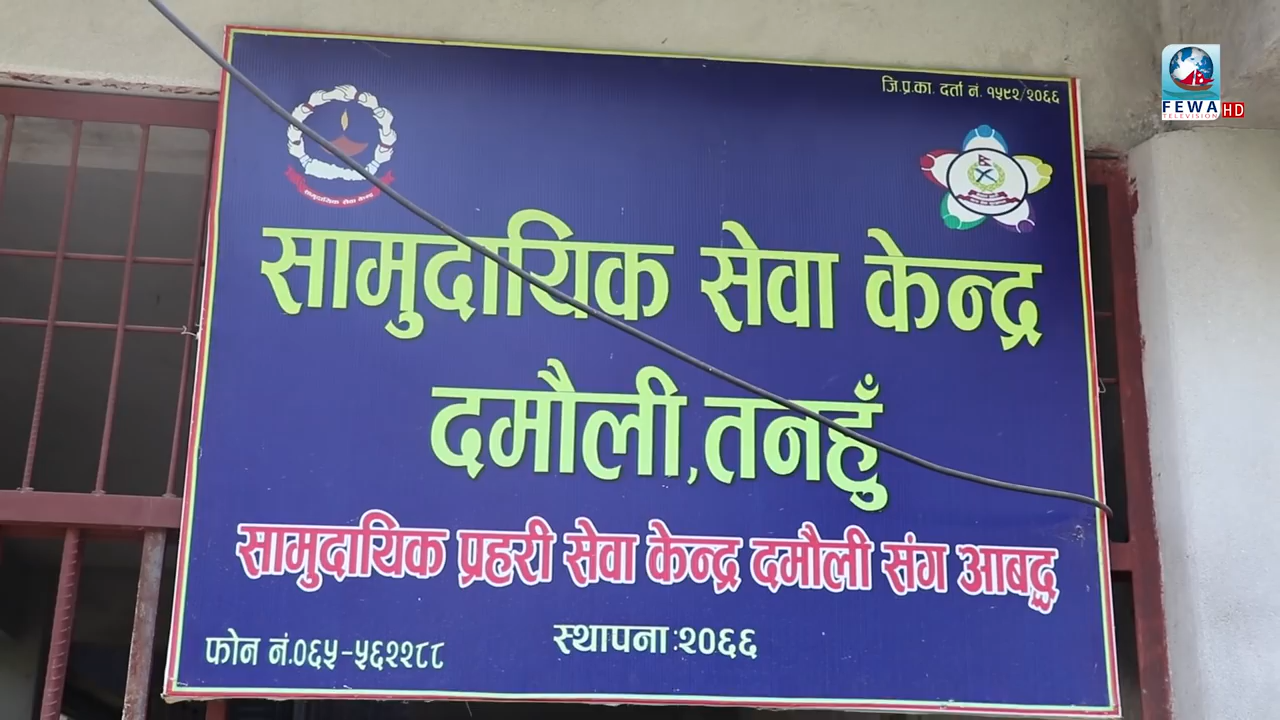 जि.प्र.का. दर्ता नं. १५९२/२०६६
FEWA HD
TELEVISION
सामुदायिक सेवा केन्द्र
सामुदायिक सेवा केन्द्र
दमौली, तनहुँ
सामुदायिक प्रहरी सेवा केन्द्र दमौली संग आबद्ध
फोन नं.०६५-५६२२८८
स्थापना:२०६६